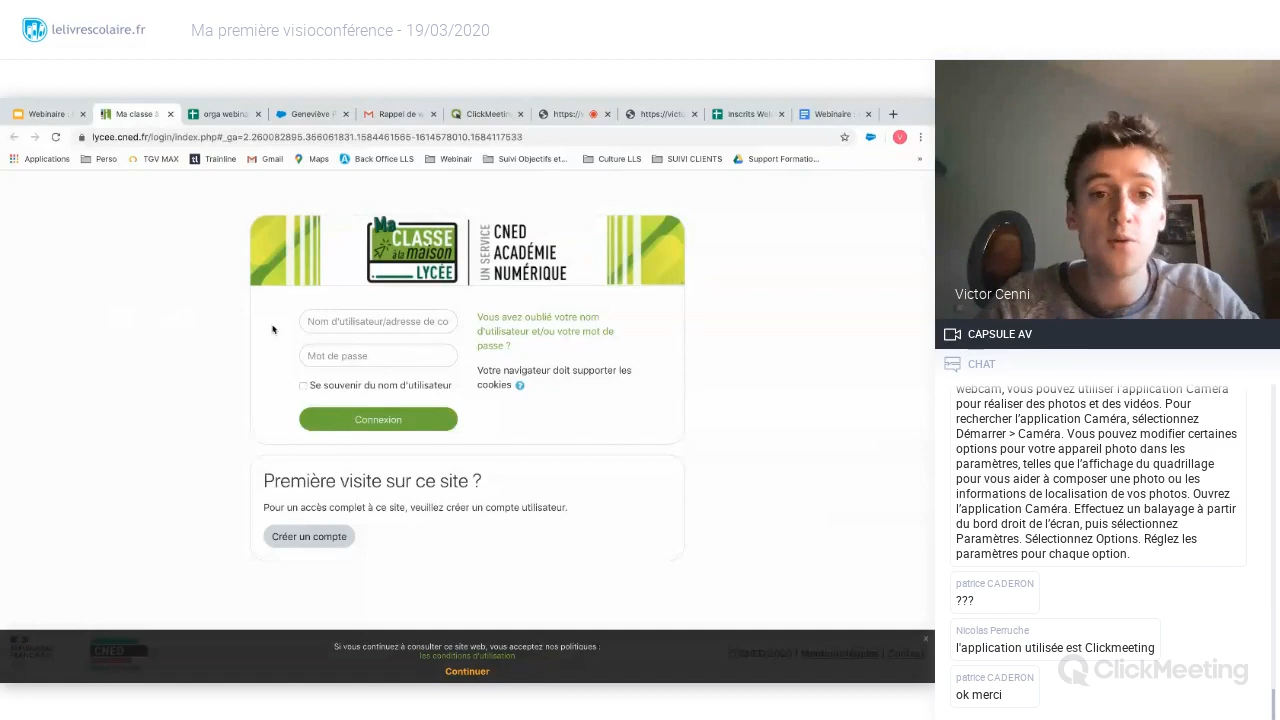 lelivrescolaire.fr
Ma première visioconférence - 19/03/2020
Webinaire
Ma classe à
orga webina
Geneviève P
Rappel de
ClickMeeting
https://
https://victu
Inscrits We
Webinaire
lycee.cned.fr/login/index.php#_ga=2.260082895.356061831.1584461565-1614578010.1584117533
Applications Perso TGV MAX Trainline Gmail Maps Back Office LLS Webinair Suivi Objectifs et... Culture LLS SUIVI CLIENTS Support Formatio... »
Ma
CLASSE
à la maison
LYCÉE
UN SERVICE
CNED
ACADÉMIE
NUMÉRIQUE
Nom d'utilisateur/adresse de co
Mot de passe
Se souvenir du nom d'utilisateur
Connexion
Vous avez oublié votre nom
d'utilisateur et/ou votre mot de
passe ?
Votre navigateur doit supporter les
cookies ?
Première visite sur ce site ?
Pour un accès complet à ce site, veuillez créer un compte utilisateur.
Créer un compte
Si vous continuez à consulter ce site web, vous acceptez nos politiques :
les conditions d'utilisation
Continuer
x
CNED
Victor Cenni
CAPSULE AV
CHAT
webcam, vous pouvez utiliser l'application Caméra
pour réaliser des photos et des vidéos. Pour
rechercher l'application Caméra, sélectionnez
Démarrer > Caméra. Vous pouvez modifier certaines
options pour votre appareil photo dans les
paramètres, telles que l'affichage du quadrillage
pour vous aider à composer une photo ou les
informations de localisation de vos photos. Ouvrez
l'application Caméra. Effectuez un balayage à partir
du bord droit de l'écran, puis sélectionnez
Paramètres. Sélectionnez Options. Réglez les
paramètres pour chaque option.
patrice CADERON
???
Nicolas Perruche
l'application utilisée est Clickmeeting
patrice CADERON
ok merci
ClickMeeting